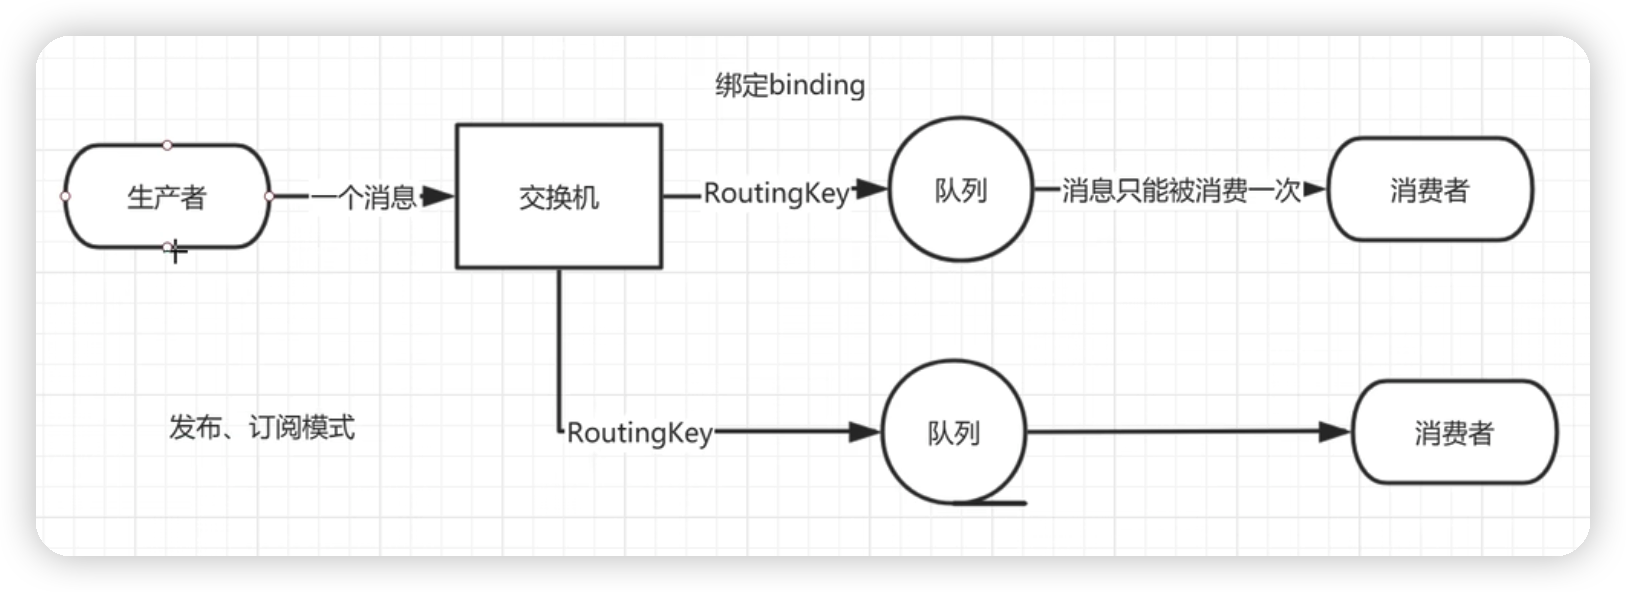 绑定binding
生产者
一个消息
交换机
RoutingKey
队列
消息只能被消费一次
消费者
发布、订阅模式
RoutingKey
队列
消费者